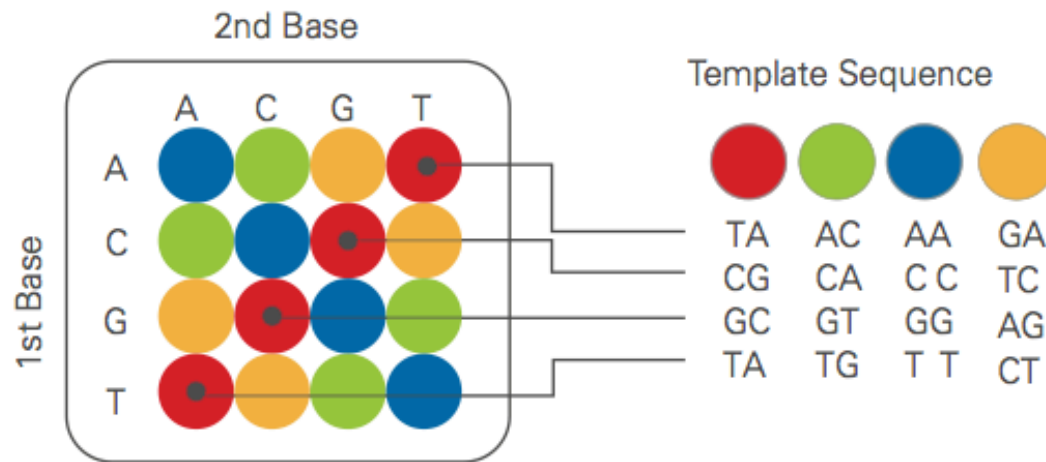 2nd Base
Template Sequence
A C G T
A
C
G
T
1st Base
TA AC AA GA
CG CA C C TC
GC GT GG AG
TA TG T T CT